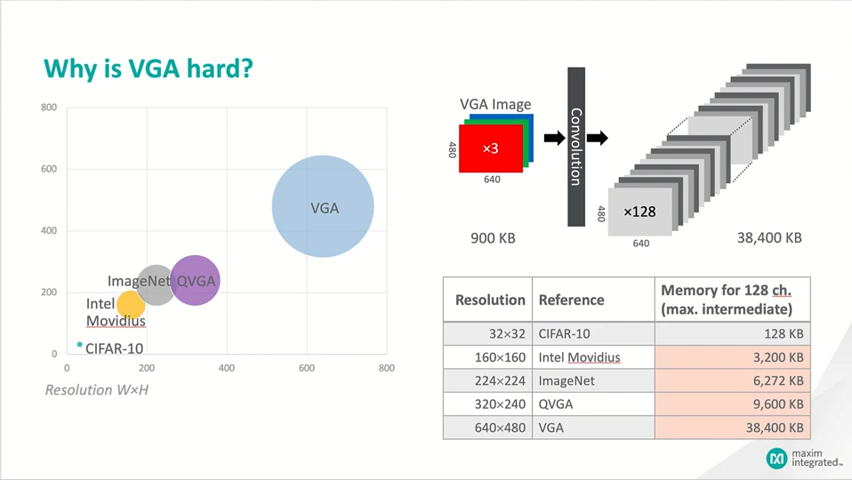 Why is VGA hard?
800
600
400
200
0
0 200 400 600 800
VGA
ImageNet QVGA
Intel
Movidius
CIFAR-10
Resolution W×H
VGA Image
×3
480
640
900 KB
Convolution
×128
480
640
38,400 KB
Resolution Reference Memory for 128 ch. (max. intermediate)
32×32 CIFAR-10 128 KB
160×160 Intel Movidius 3,200 KB
224×224 ImageNet 6,272 KB
320×240 QVGA 9,600 KB
640×480 VGA 38,400 KB
maxim
integrated™